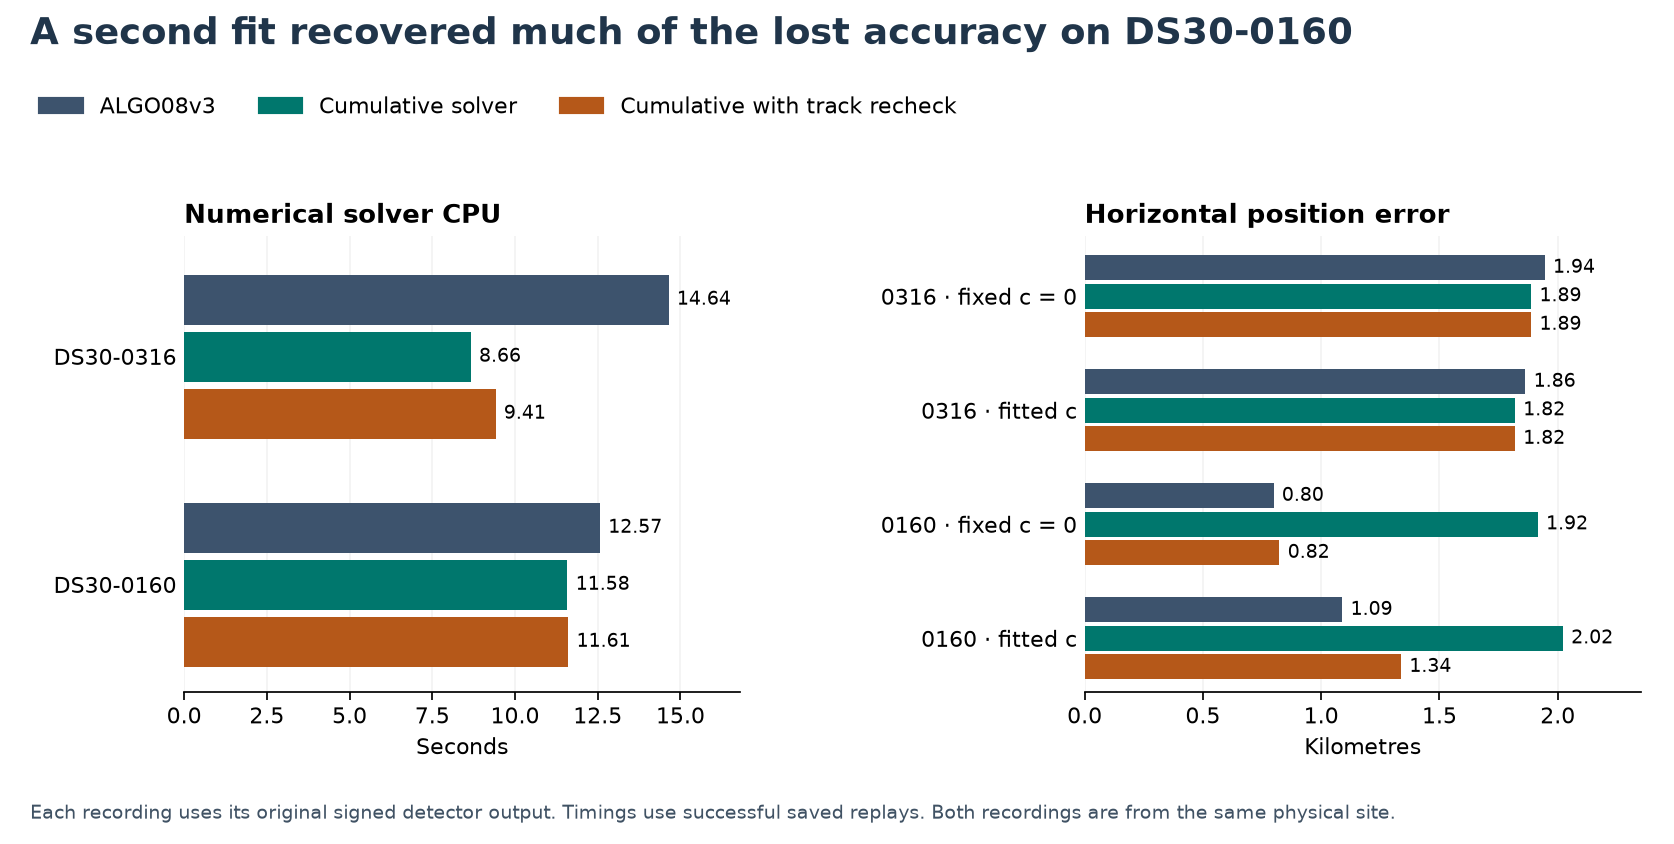 A second fit recovered much of the lost accuracy on DS30-0160
ALGO08v3
Cumulative solver
Cumulative with track recheck
Numerical solver CPU
DS30-0316
14.64
8.66
9.41
DS30-0160
12.57
11.58
11.61
0.0 2.5 5.0 7.5 10.0 12.5 15.0
Seconds
Horizontal position error
0316 · fixed c = 0
1.94
1.89
1.89
0316 · fitted c
1.86
1.82
1.82
0160 · fixed c = 0
0.80
1.92
0.82
0160 · fitted c
1.09
2.02
1.34
0.0 0.5 1.0 1.5 2.0
Kilometres
Each recording uses its original signed detector output. Timings use successful saved replays. Both recordings are from the same physical site.